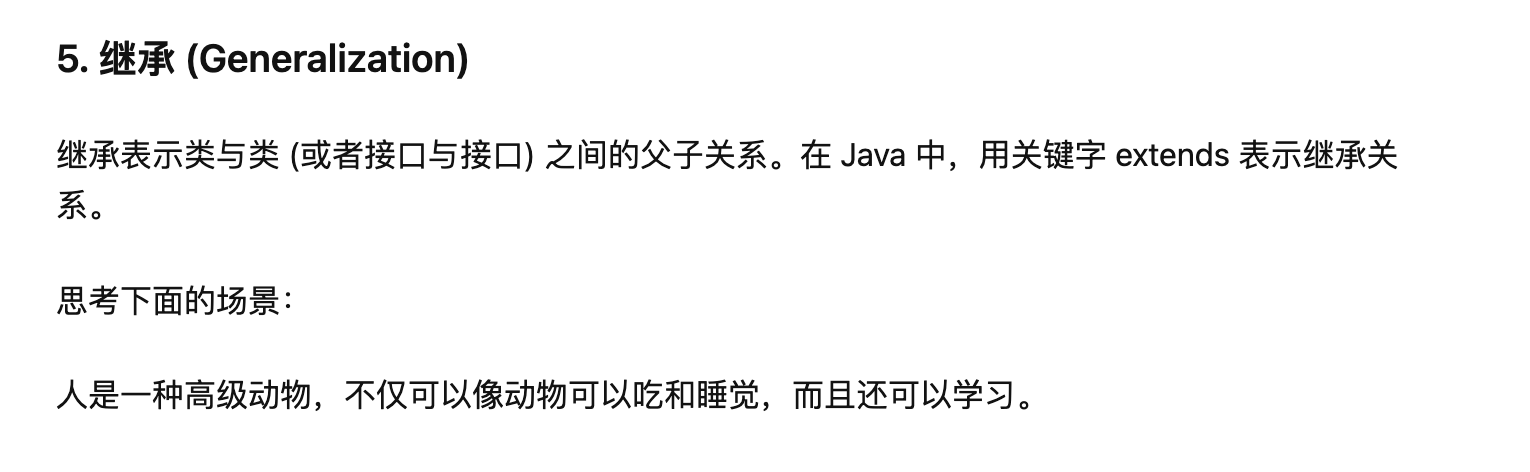 5. 继承 (Generalization)
继承表示类与类 (或者接口与接口) 之间的父子关系。在 Java 中，用关键字 extends 表示继承关
系。
思考下面的场景：
人是一种高级动物，不仅可以像动物可以吃和睡觉，而且还可以学习。